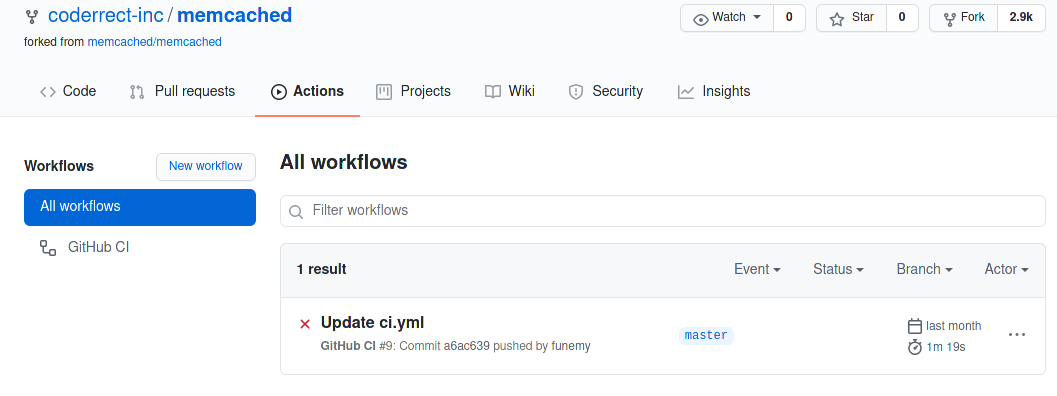 coderrect-inc / memcached
Watch 0 Star 0 Fork 2.9k
forked from memcached/memcached
Code Pull requests Actions Projects Wiki Security Insights
Workflows
New workflow
All workflows
GitHub CI
All workflows
Filter workflows
1 result Event Status Branch Actor
Update ci.yml
GitHub CI #9: Commit a6ac639 pushed by funemy
master
last month
1m 19s